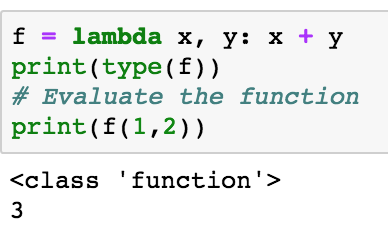 f = lambda x, y: x + y
print(type(f))
# Evaluate the function
print(f(1,2))
<class 'function'>
3